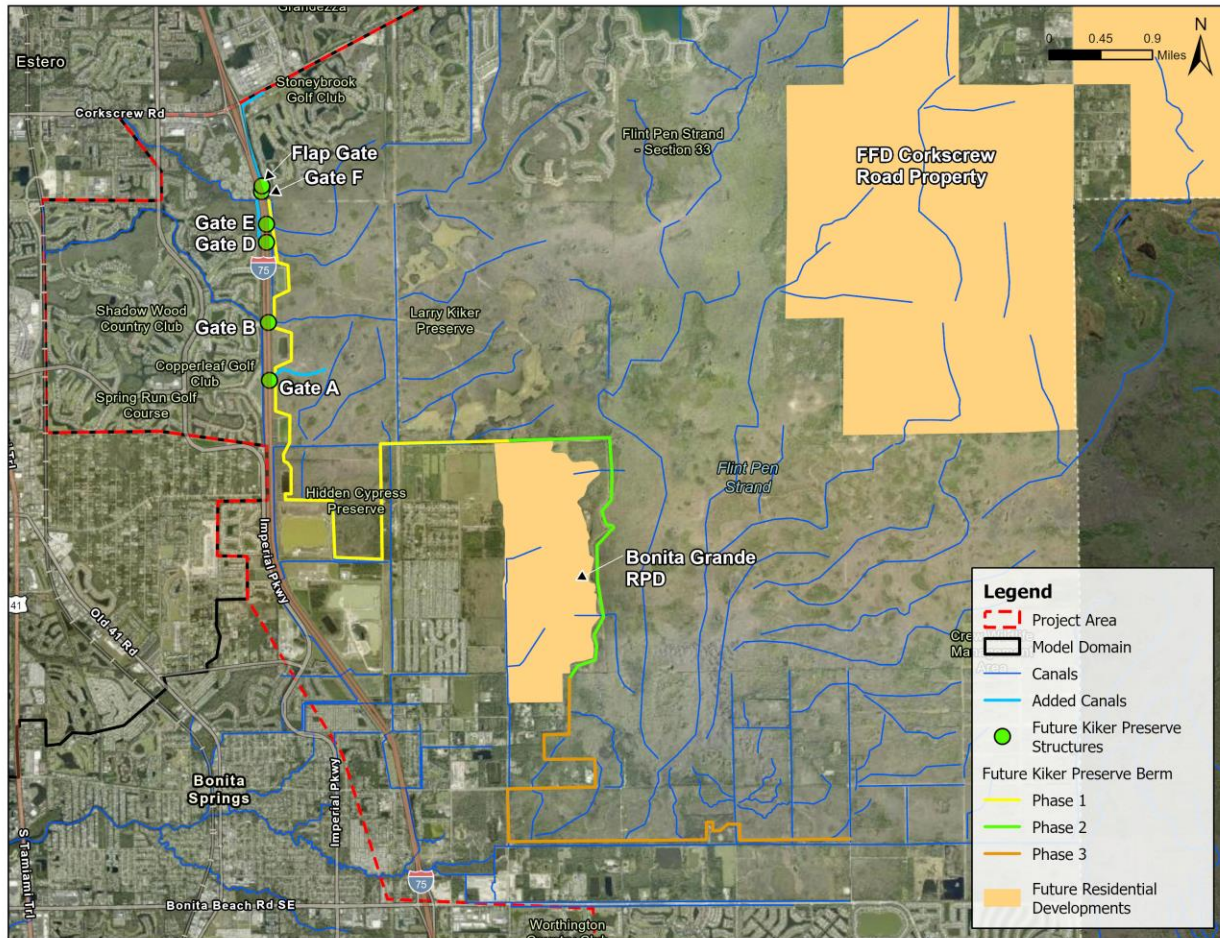 Grandezza
Estero
Stoneybrook
Golf Club
Corkscrew Rd
Flap Gate
Gate F
Gate E
Gate D
75
Flint Pen Strand
- Section 33
FFD Corkscrew
Road Property
0 0.45 0.9
Miles
N
Shadow Wood
Country Club
Gate B
Larry Kiker
Preserve
Copperleaf Golf
Club
Gate A
Spring Run Golf
Course
Hidden Cypress
Preserve
Flint Pen
Strand
Imperial Pkwy
Bonita Grande
RPD
41
Old 41 Rd
Bonita
Springs
Imperial Pkwy
S Tamiami Trl
75
Bonita Beach Rd SE
Worthington
Legend
Project Area
Model Domain
Canals
Added Canals
Future Kiker Preserve
Structures
Future Kiker Preserve Berm
Phase 1
Phase 2
Phase 3
Future Residential
Developments